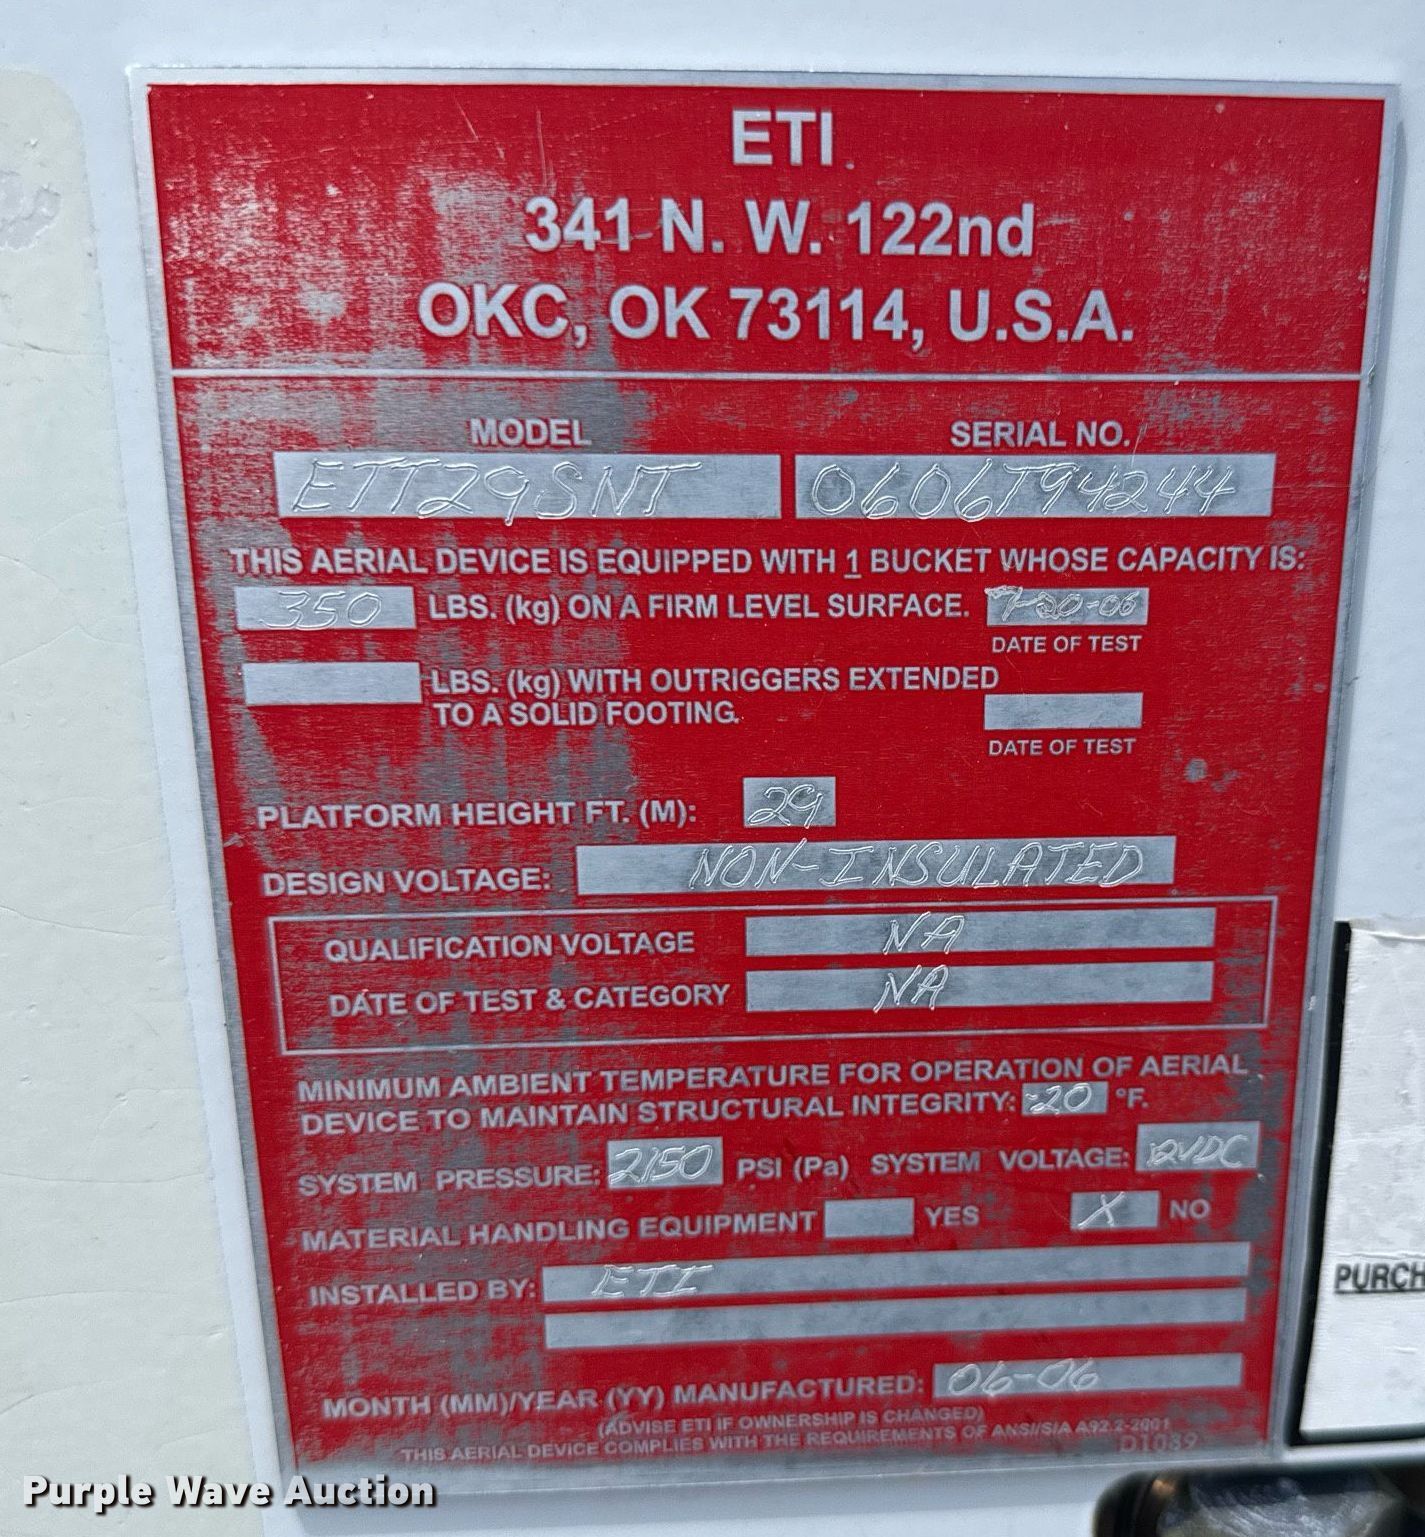 ETI
341 N. W. 122nd
OKC, OK 73114, U.S.A.
MODEL SERIAL NO.
ETT29SNT 0606T94244
THIS AERIAL DEVICE IS EQUIPPED WITH 1 BUCKET WHOSE CAPACITY IS:
350 LBS. (kg) ON A FIRM LEVEL SURFACE. 7-20-06
DATE OF TEST
LBS. (kg) WITH OUTRIGGERS EXTENDED
TO A SOLID FOOTING.
DATE OF TEST
PLATFORM HEIGHT FT. (M): 29
DESIGN VOLTAGE: NON-INSULATED
QUALIFICATION VOLTAGE NA
DATE OF TEST & CATEGORY NA
MINIMUM AMBIENT TEMPERATURE FOR OPERATION OF AERIAL
DEVICE TO MAINTAIN STRUCTURAL INTEGRITY: -20 °F.
SYSTEM PRESSURE: 2150 PSI (Pa) SYSTEM VOLTAGE: 12VDC
MATERIAL HANDLING EQUIPMENT YES X NO
INSTALLED BY: ETI
MONTH (MM)/YEAR (YY) MANUFACTURED: 06-06
(ADVISE ETI IF OWNERSHIP IS CHANGED)
THIS AERIAL DEVICE COMPLIES WITH THE REQUIREMENTS OF ANSI/SIA A92.2-2001
D1089
PURCH
Purple Wave Auction